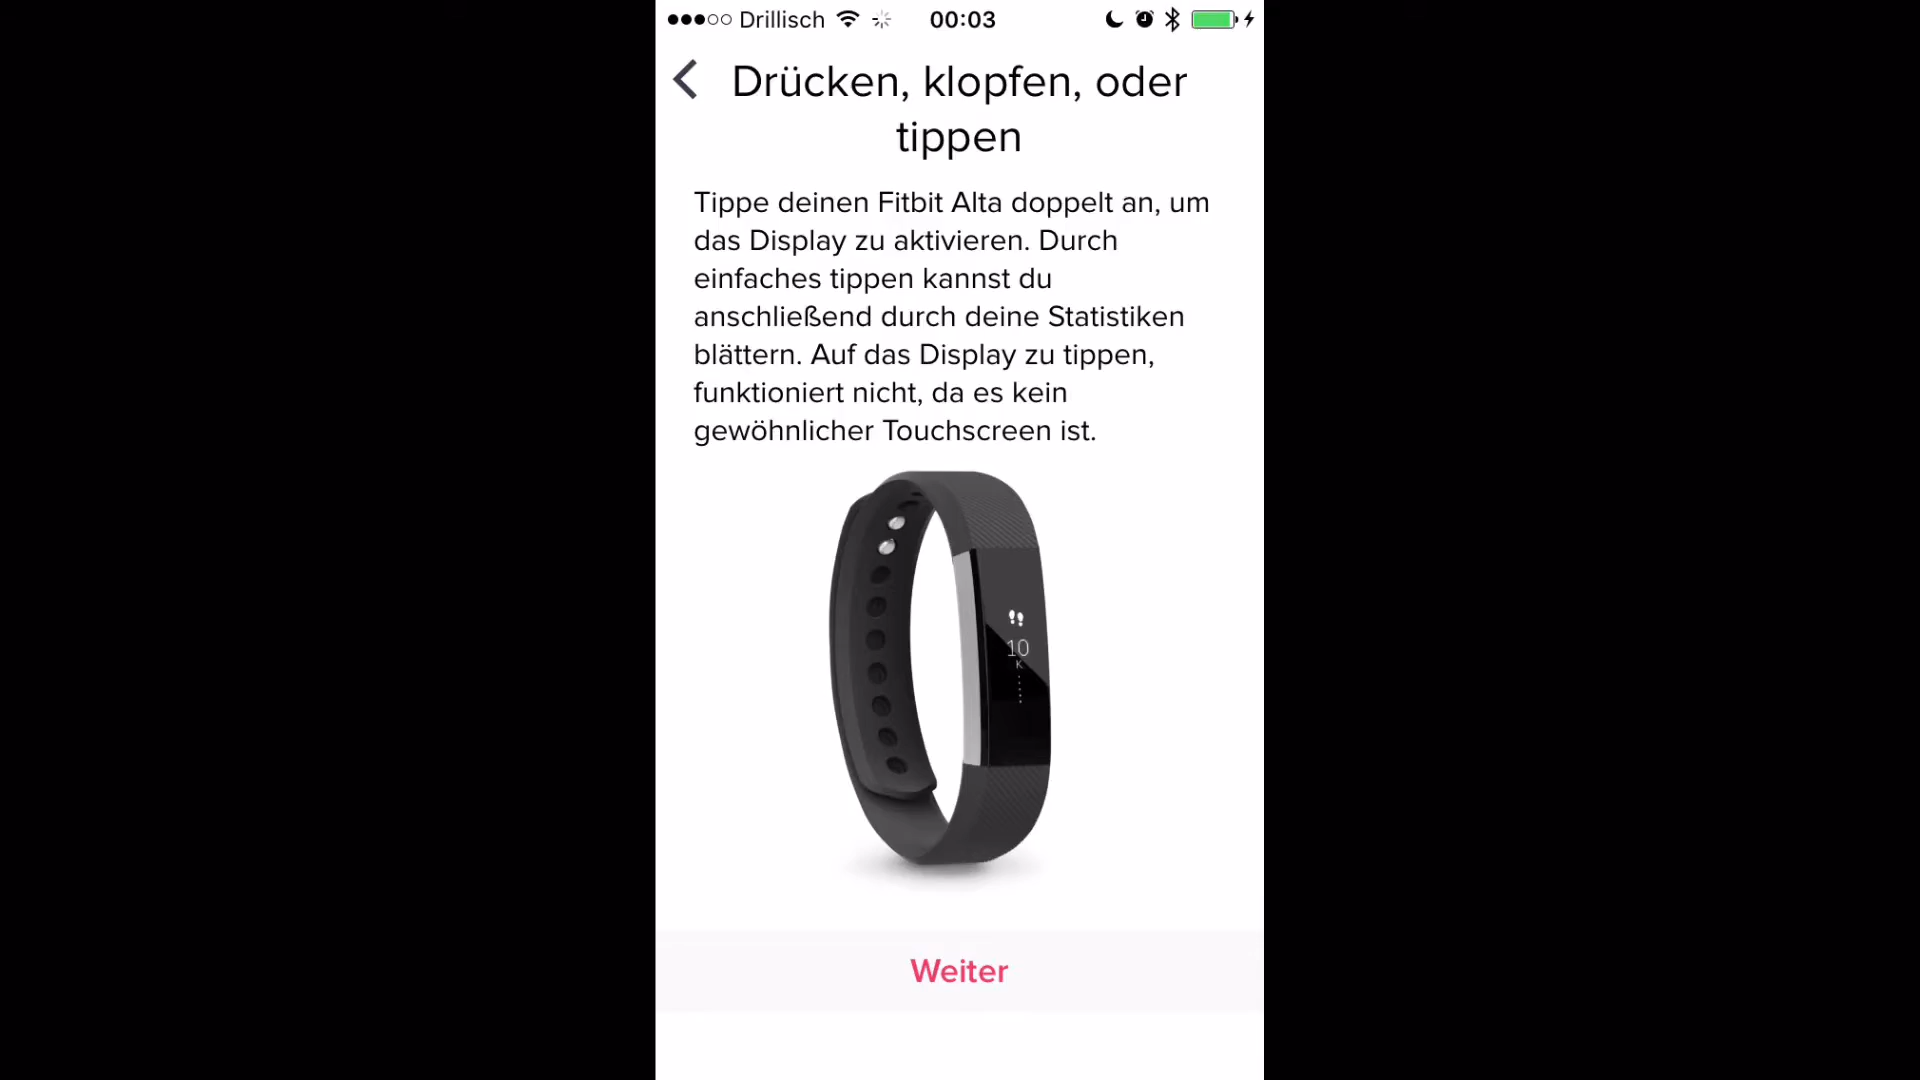 Drillisch 00:03
Drücken, klopfen, oder
tippen
Tippe deinen Fitbit Alta doppelt an, um
das Display zu aktivieren. Durch
einfaches tippen kannst du
anschließend durch deine Statistiken
blättern. Auf das Display zu tippen,
funktioniert nicht, da es kein
gewöhnlicher Touchscreen ist.
10
K
Weiter